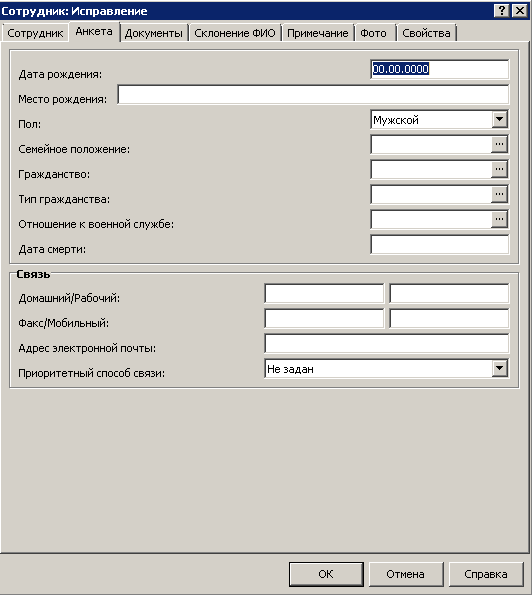 Сотрудник: Исправление
Сотрудник Анкета Документы Склонение ФИО Примечание Фото Свойства
Дата рождения: 00.00.0000
Место рождения:
Пол: Мужской
Семейное положение: ...
Гражданство: ...
Тип гражданства: ...
Отношение к военной службе: ...
Дата смерти:
Связь
Домашний/Рабочий:
Факс/Мобильный:
Адрес электронной почты:
Приоритетный способ связи: Не задан
ОК Отмена Справка